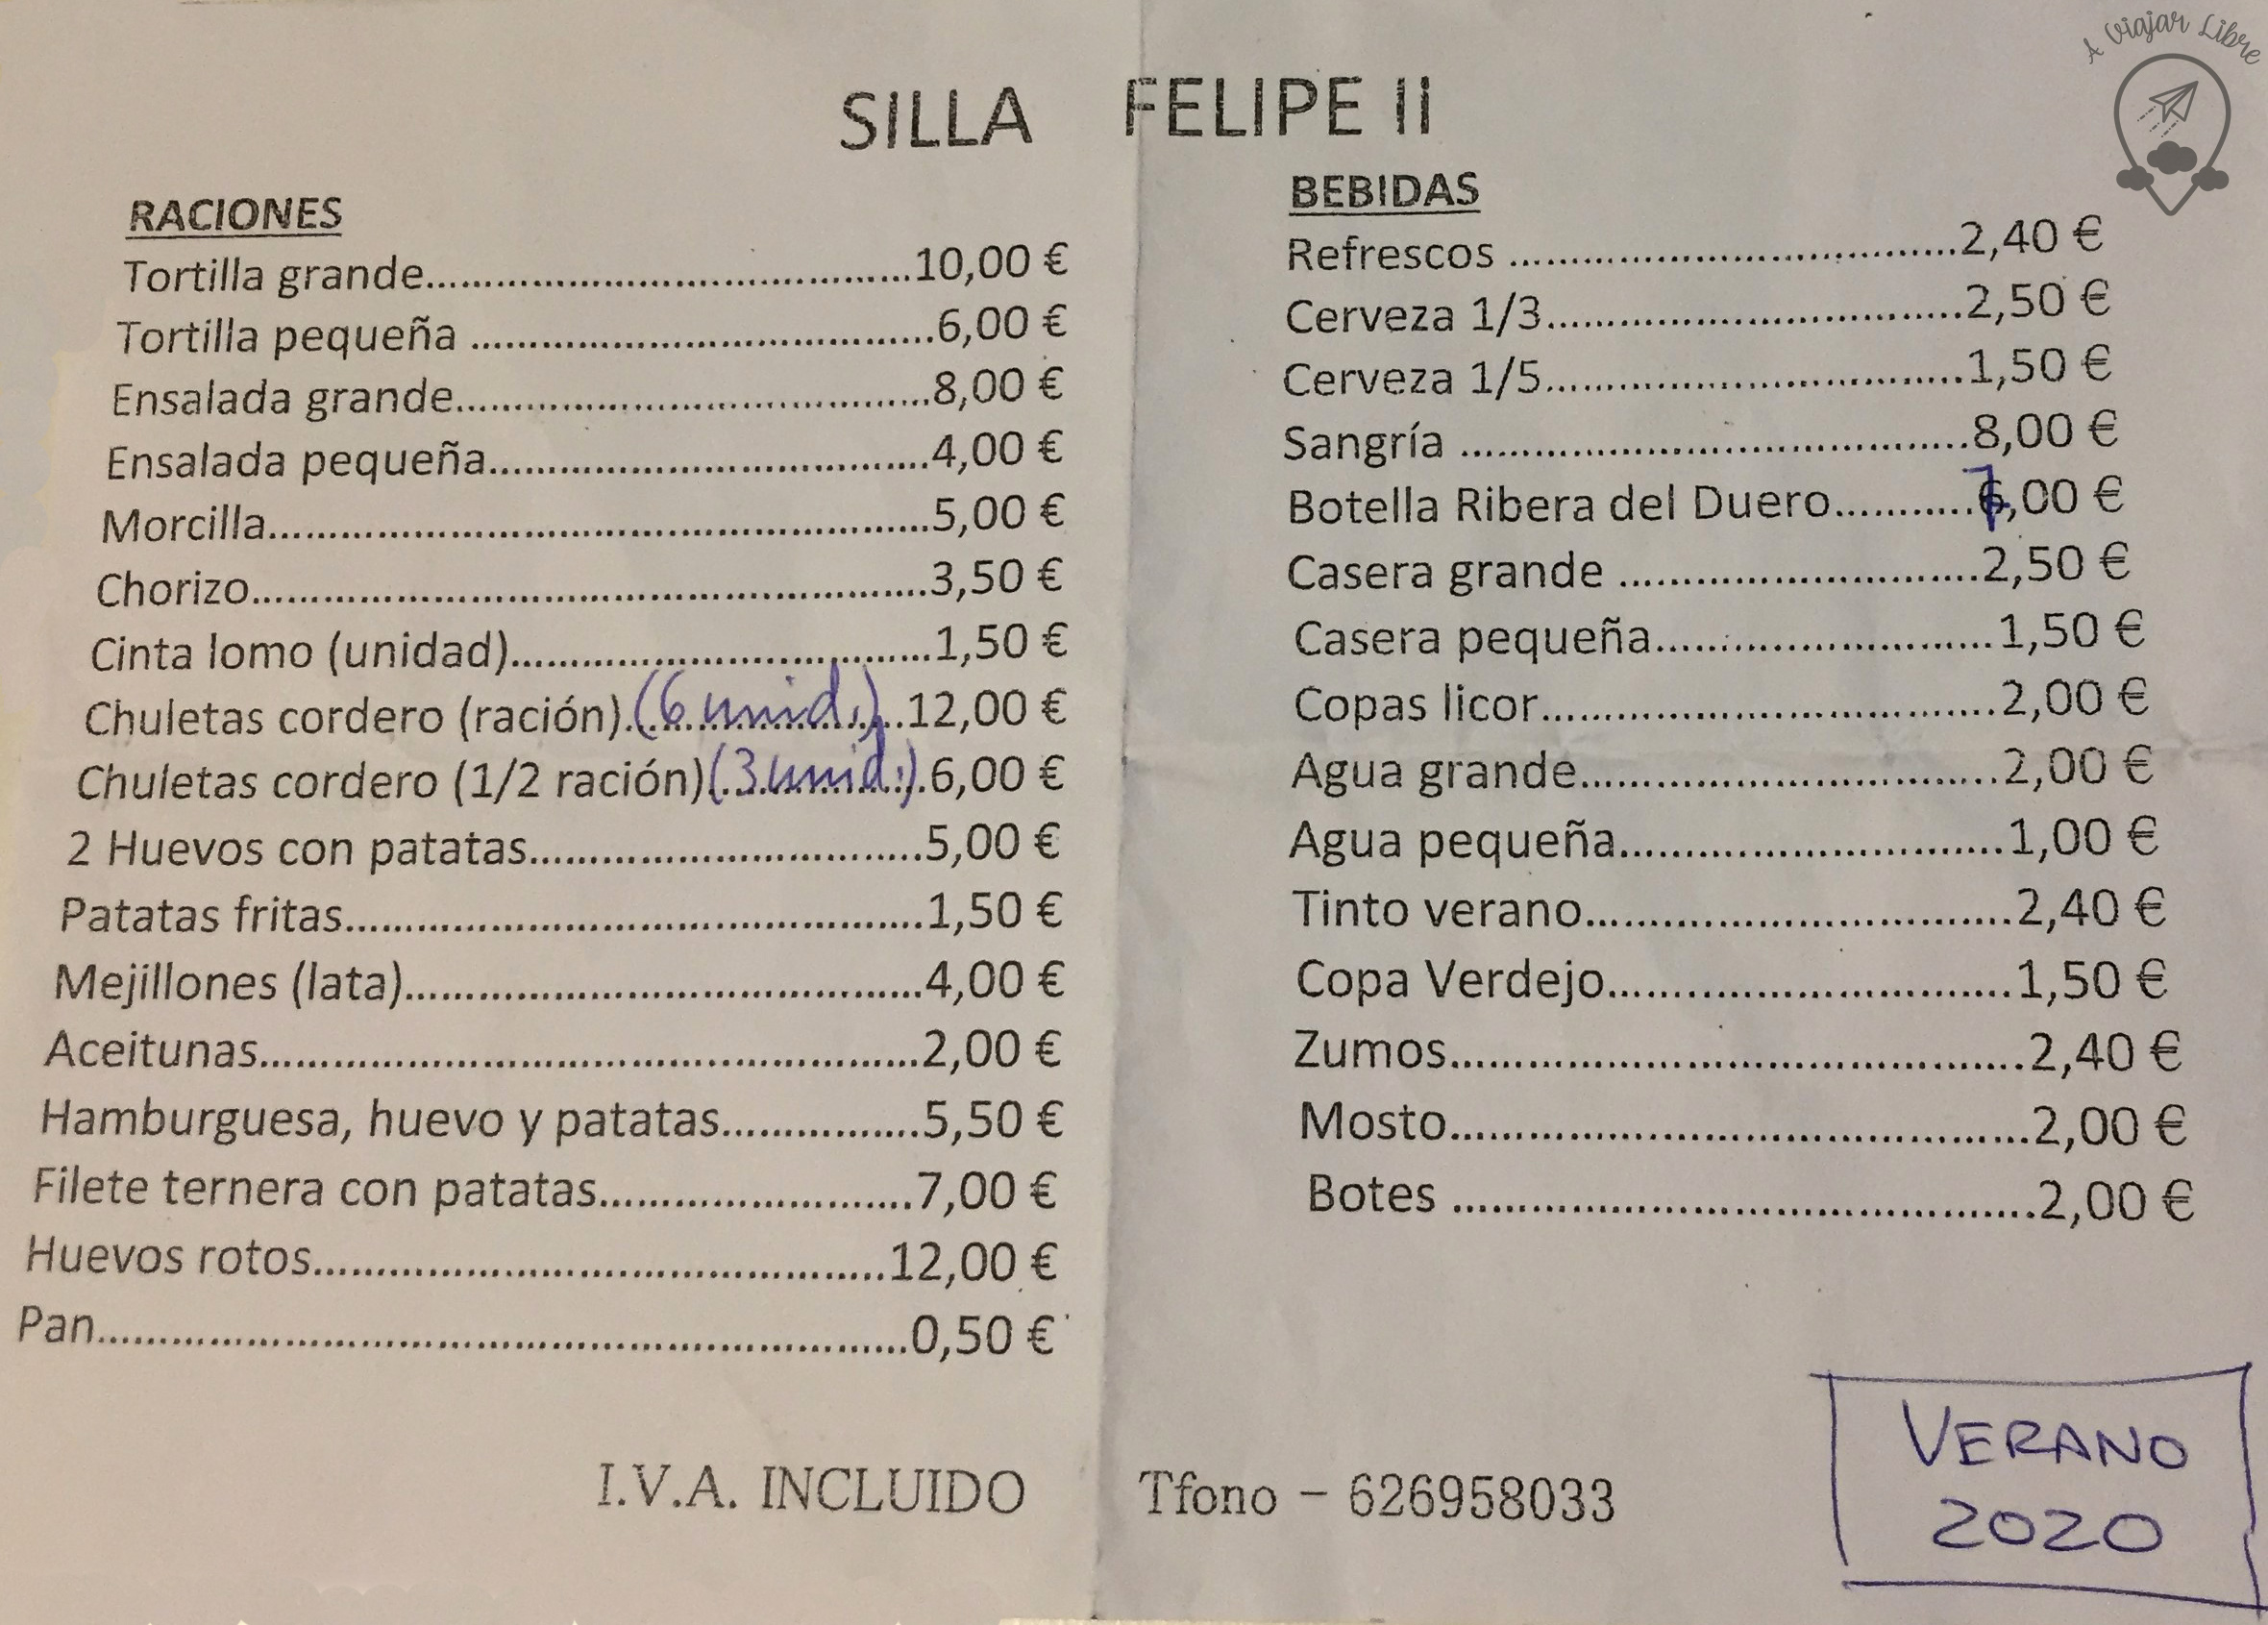 A Viajar Libre
SILLA FELIPE II
RACIONES
Tortilla grande..........10,00 €
Tortilla pequeña ..........6,00 €
Ensalada grande..........8,00 €
Ensalada pequeña..........4,00 €
Morcilla..........5,00 €
Chorizo..........3,50 €
Cinta lomo (unidad)..........1,50 €
Chuletas cordero (ración) (6 unid.) 12,00 €
Chuletas cordero (1/2 ración) (3 unid.) 6,00 €
2 Huevos con patatas..........5,00 €
Patatas fritas..........1,50 €
Mejillones (lata)..........4,00 €
Aceitunas..........2,00 €
Hamburguesa, huevo y patatas..........5,50 €
Filete ternera con patatas..........7,00 €
Huevos rotos..........12,00 €
Pan..........0,50 €
BEBIDAS
Refrescos ..........2,40 €
Cerveza 1/3..........2,50 €
Cerveza 1/5..........1,50 €
Sangría ..........8,00 €
Botella Ribera del Duero..........7,00 €
Casera grande ..........2,50 €
Casera pequeña..........1,50 €
Copas licor..........2,00 €
Agua grande..........2,00 €
Agua pequeña..........1,00 €
Tinto verano..........2,40 €
Copa Verdejo..........1,50 €
Zumos..........2,40 €
Mosto..........2,00 €
Botes ..........2,00 €
I.V.A. INCLUIDO Tfono - 626958033
VERANO
2020